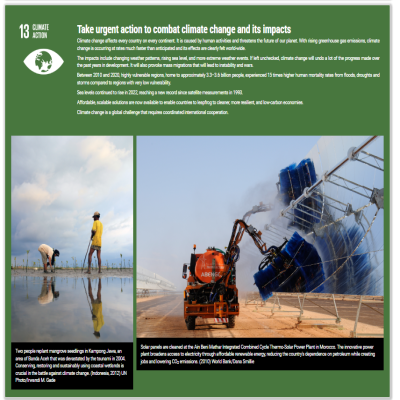 13 CLIMATE
ACTION
Take urgent action to combat climate change and its impacts
Climate change affects every country on every continent. It is caused by human activities and threatens the future of our planet. With rising greenhouse gas emissions, climate
change is occurring at rates much faster than anticipated and its effects are clearly felt world-wide.
The impacts include changing weather patterns, rising sea level, and more extreme weather events. If left unchecked, climate change will undo a lot of the progress made over
the past years in development. It will also provoke mass migrations that will lead to instability and wars.
Between 2010 and 2020, highly vulnerable regions, home to approximately 3.3–3.6 billion people, experienced 15 times higher human mortality rates from floods, droughts and
storms compared to regions with very low vulnerability.
Sea levels continued to rise in 2022, reaching a new record since satellite measurements in 1993.
Affordable, scalable solutions are now available to enable countries to leapfrog to cleaner, more resilient, and low-carbon economies.
Climate change is a global challenge that requires coordinated international cooperation.
Two people replant mangrove seedlings in Kampong Jawa, an
area of Banda Aceh that was devastated by the tsunami in 2004.
Conserving, restoring and sustainably using coastal wetlands is
crucial in the battle against climate change. (Indonesia, 2012) UN
Photo/Irwandi M. Gade
Solar panels are cleaned at the Ain Beni Mathar Integrated Combined Cycle Thermo-Solar Power Plant in Morocco. The innovative power
plant broadens access to electricity through affordable renewable energy, reducing the country's dependence on petroleum while creating
jobs and lowering CO₂ emissions. (2010) World Bank/Dana Smillie